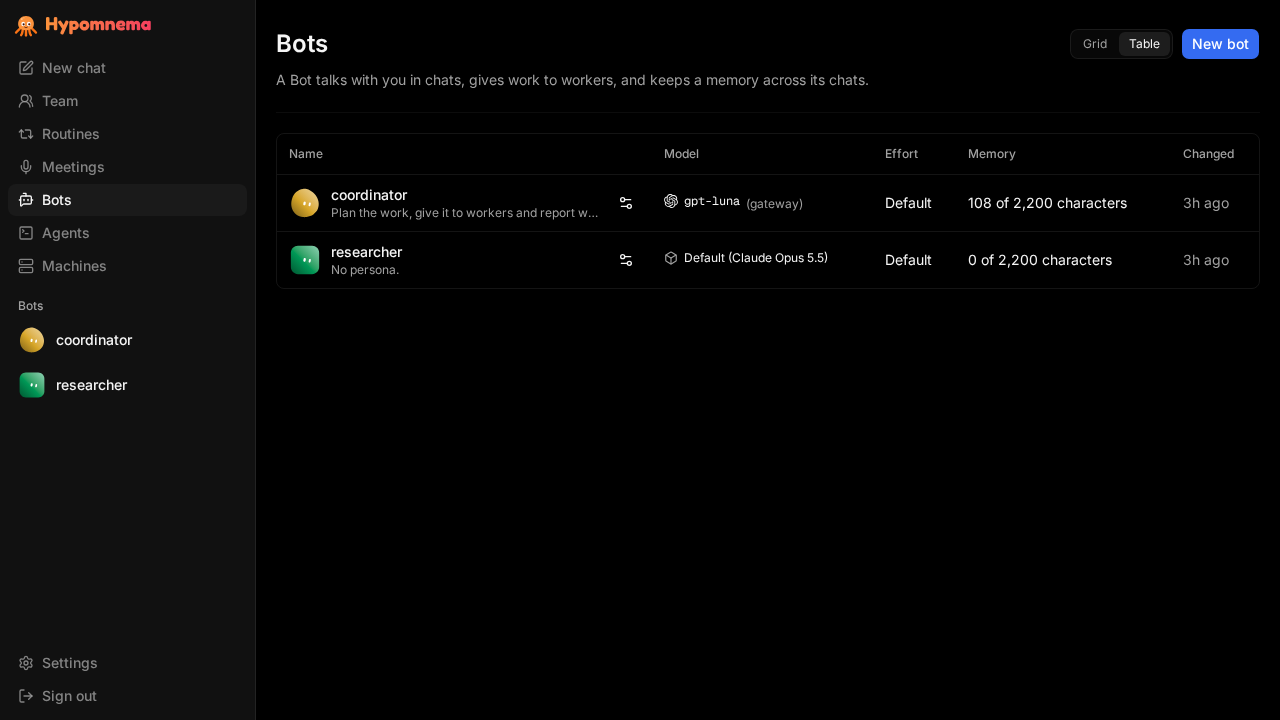 Hypomnema
New chat
Team
Routines
Meetings
Bots
Agents
Machines
Bots
coordinator
researcher
Settings
Sign out
Bots
Grid
Table
New bot
A Bot talks with you in chats, gives work to workers, and keeps a memory across its chats.
Name Model Effort Memory Changed
coordinator
Plan the work, give it to workers and report w...
gpt-luna (gateway) Default 108 of 2,200 characters 3h ago
researcher
No persona.
Default (Claude Opus 5.5) Default 0 of 2,200 characters 3h ago